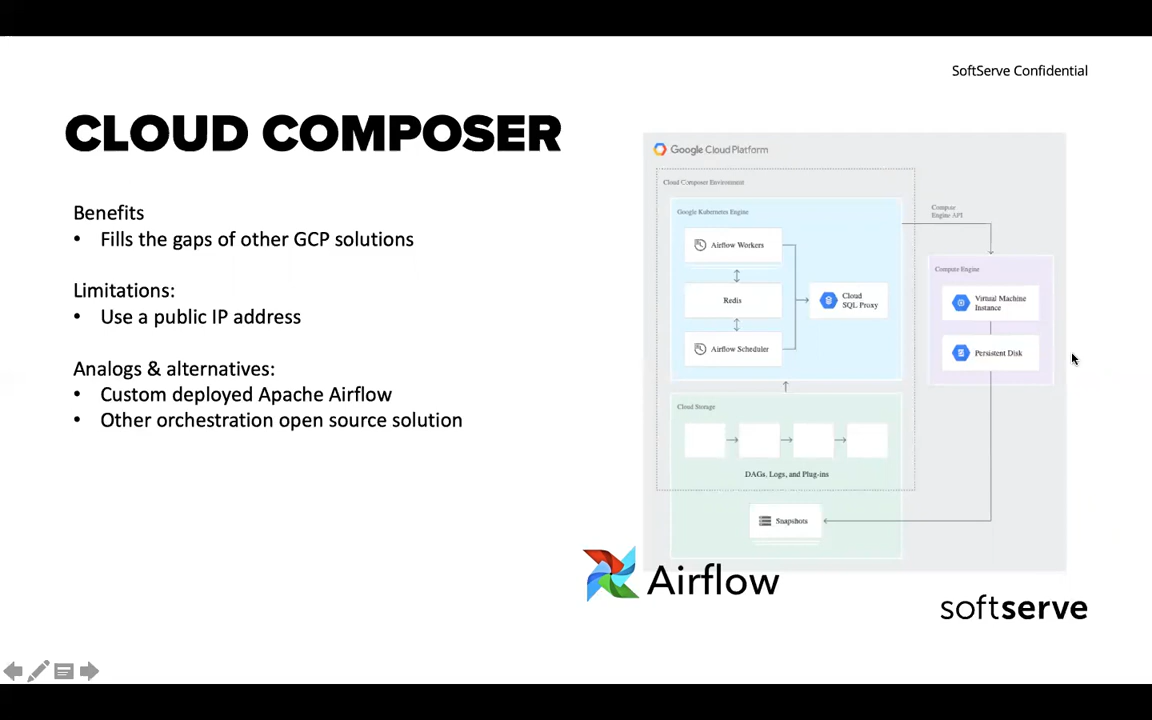 SoftServe Confidential
CLOUD COMPOSER
Benefits
• Fills the gaps of other GCP solutions
Limitations:
• Use a public IP address
Analogs & alternatives:
• Custom deployed Apache Airflow
• Other orchestration open source solution
Google Cloud Platform
Cloud Composer Environment
Google Kubernetes Engine
Airflow Workers
Redis
Airflow Scheduler
Cloud
SQL Proxy
Compute
Engine API
Compute Engine
Virtual Machine
Instance
Persistent Disk
Cloud Storage
DAGs, Logs, and Plug-ins
Snapshots
Airflow
softserve